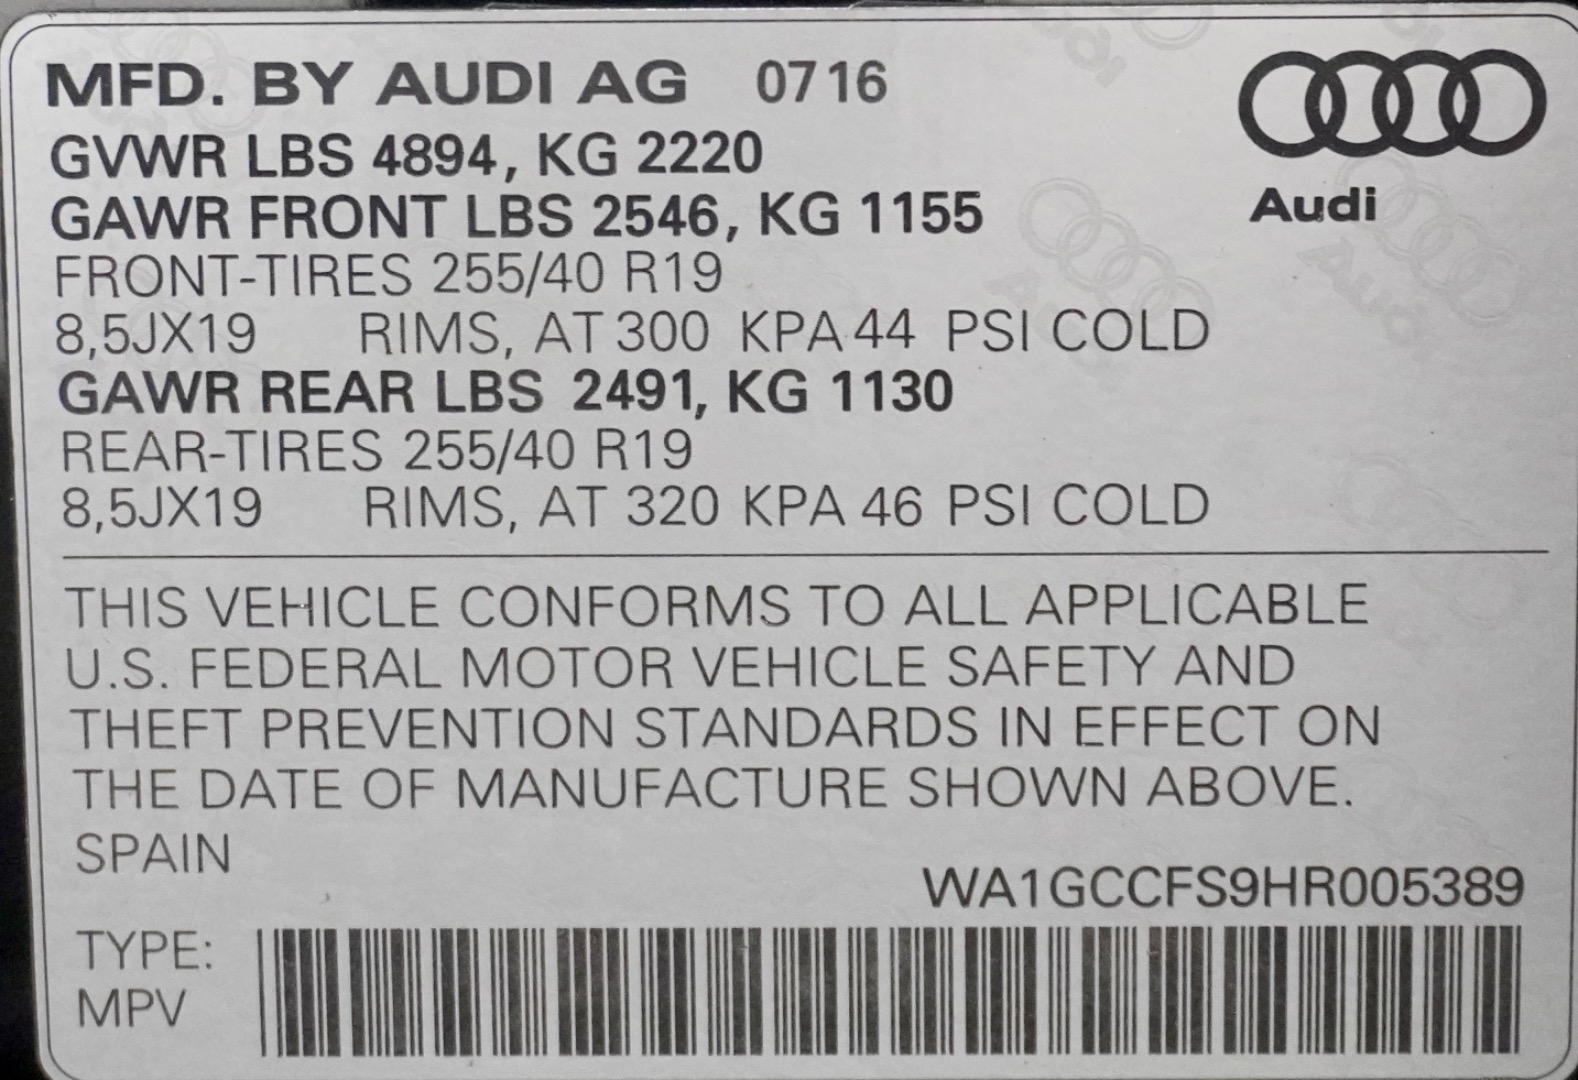 MFD. BY AUDI AG 0716
GVWR LBS 4894, KG 2220
GAWR FRONT LBS 2546, KG 1155
Audi
FRONT-TIRES 255/40 R19
8,5JX19 RIMS, AT 300 KPA 44 PSI COLD
GAWR REAR LBS 2491, KG 1130
REAR-TIRES 255/40 R19
8,5JX19 RIMS, AT 320 KPA 46 PSI COLD
THIS VEHICLE CONFORMS TO ALL APPLICABLE
U.S. FEDERAL MOTOR VEHICLE SAFETY AND
THEFT PREVENTION STANDARDS IN EFFECT ON
THE DATE OF MANUFACTURE SHOWN ABOVE.
SPAIN
WA1GCCFS9HR005389
TYPE:
MPV